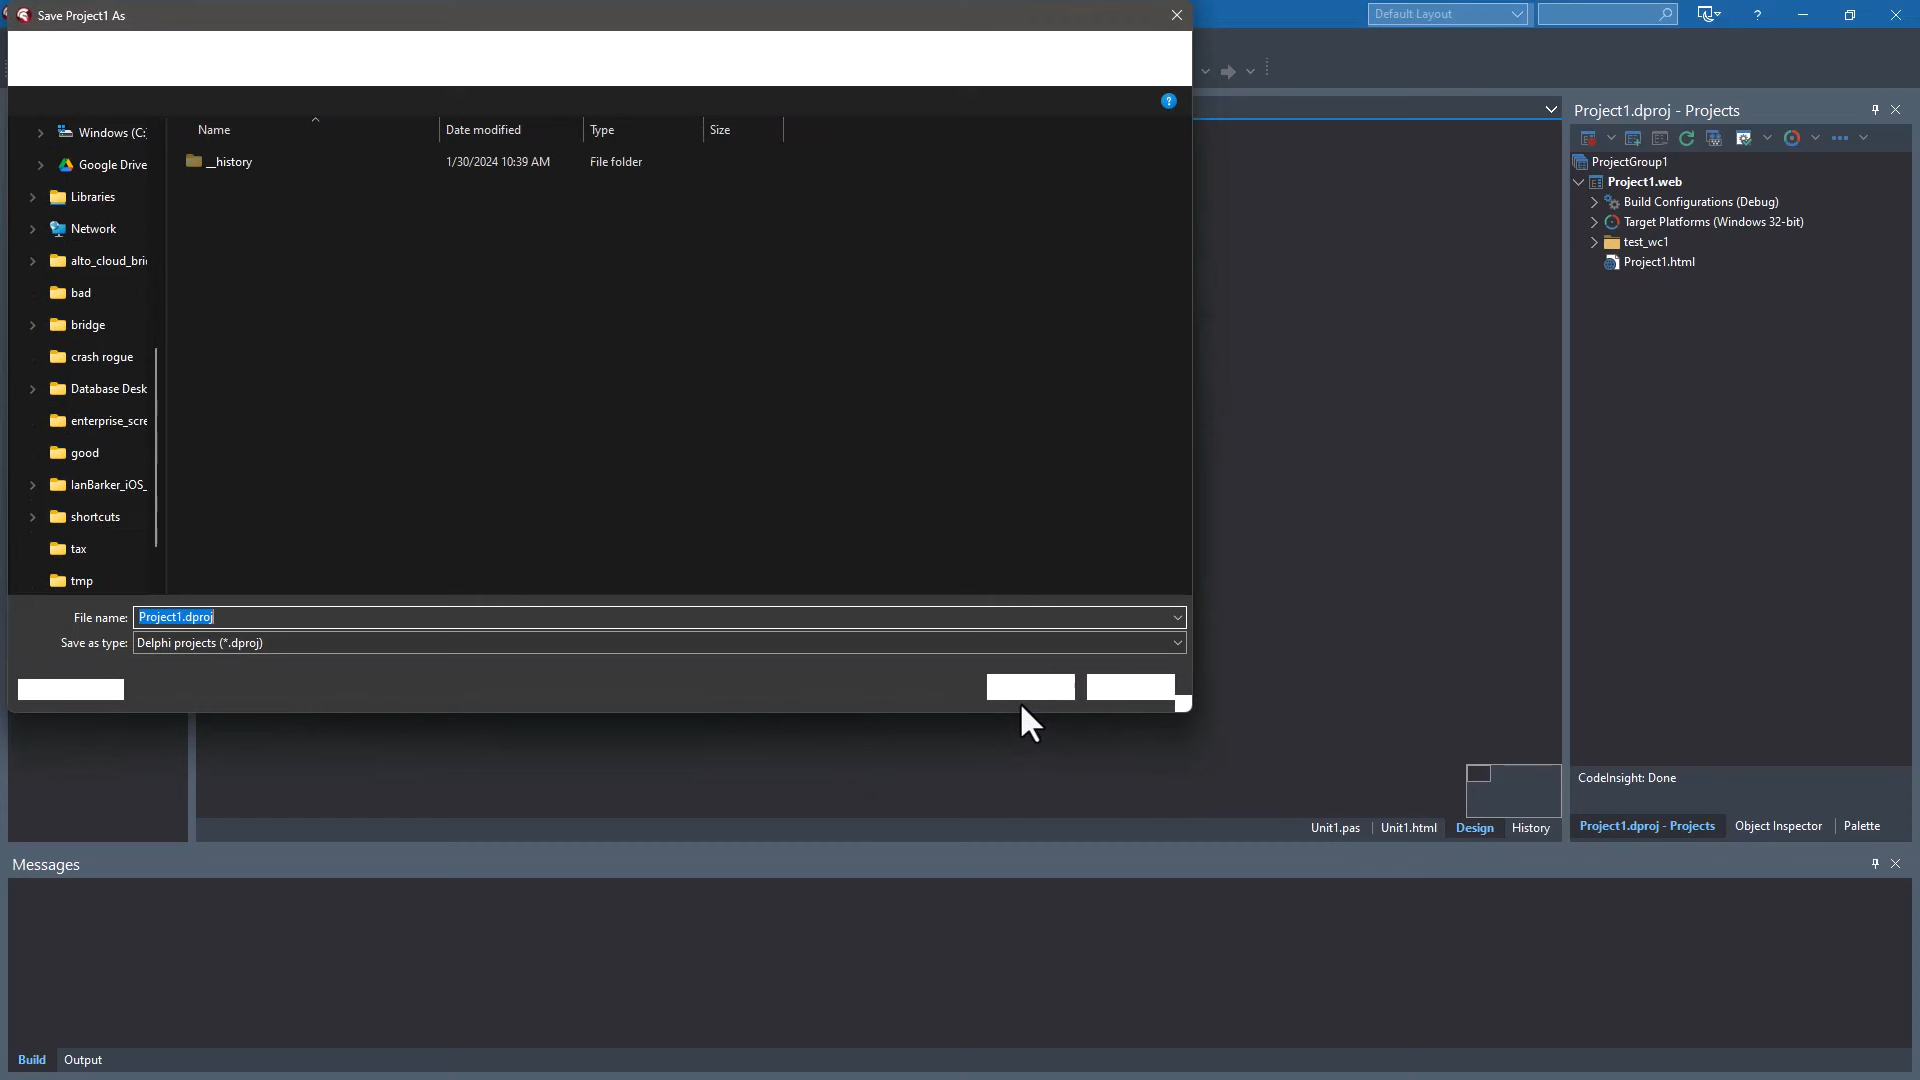 Save Project1 As
Default Layout
?
?
Name
Date modified
Type
Size
Windows (C:
Google Drive
Libraries
Network
alto_cloud_bri
bad
bridge
crash rogue
Database Desk
enterprise_scre
good
IanBarker_iOS_
shortcuts
tax
tmp
__history
1/30/2024 10:39 AM
File folder
File name:
Project1.dproj
Save as type:
Delphi projects (*.dproj)
Project1.dproj - Projects
ProjectGroup1
Project1.web
Build Configurations (Debug)
Target Platforms (Windows 32-bit)
test_wc1
Project1.html
CodeInsight: Done
Unit1.pas
Unit1.html
Design
History
Project1.dproj - Projects
Object Inspector
Palette
Messages
Build
Output